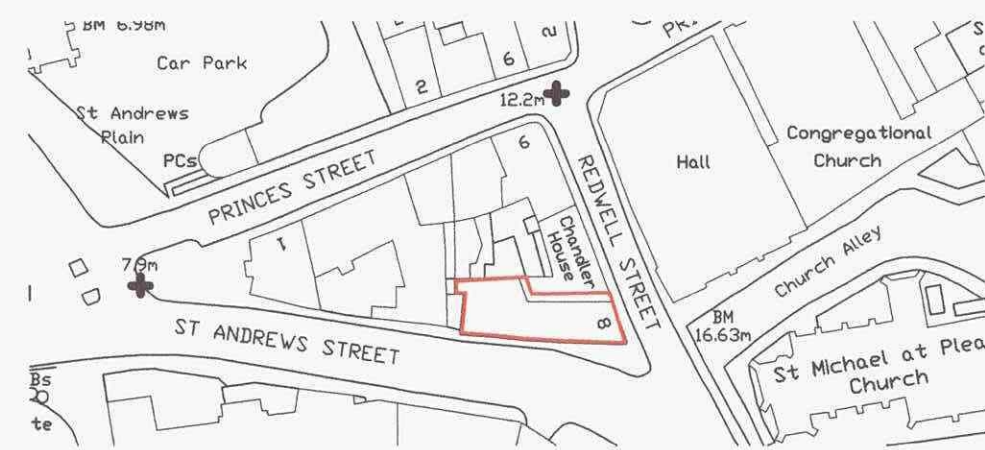 BM 6.98m
Car Park
St Andrews
Plain
PCs
PRINCES STREET
12.2m
2
6
2
6
Hall
Congregational
Church
REDWELL STREET
Chandler
House
8
1
7.9m
ST ANDREWS STREET
Church Alley
BM
16.63m
St Michael at Plea
Church
Bs
te